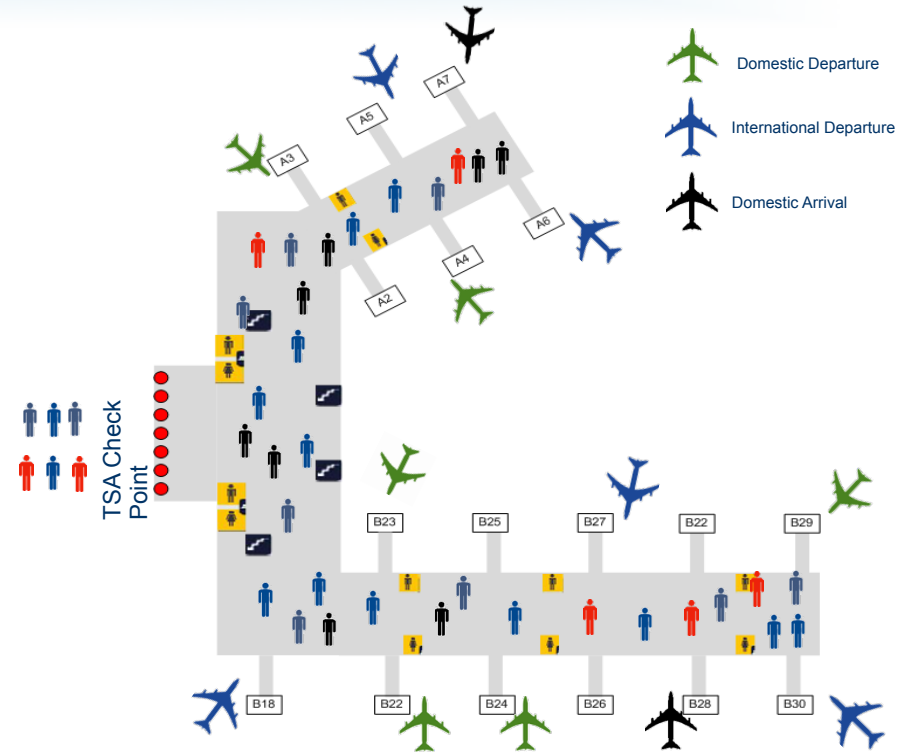 Domestic Departure
International Departure
Domestic Arrival
A7
A5
A3
A6
A4
A2
TSA Check
Point
B23
B25
B27
B22
B29
B18
B22
B24
B26
B28
B30